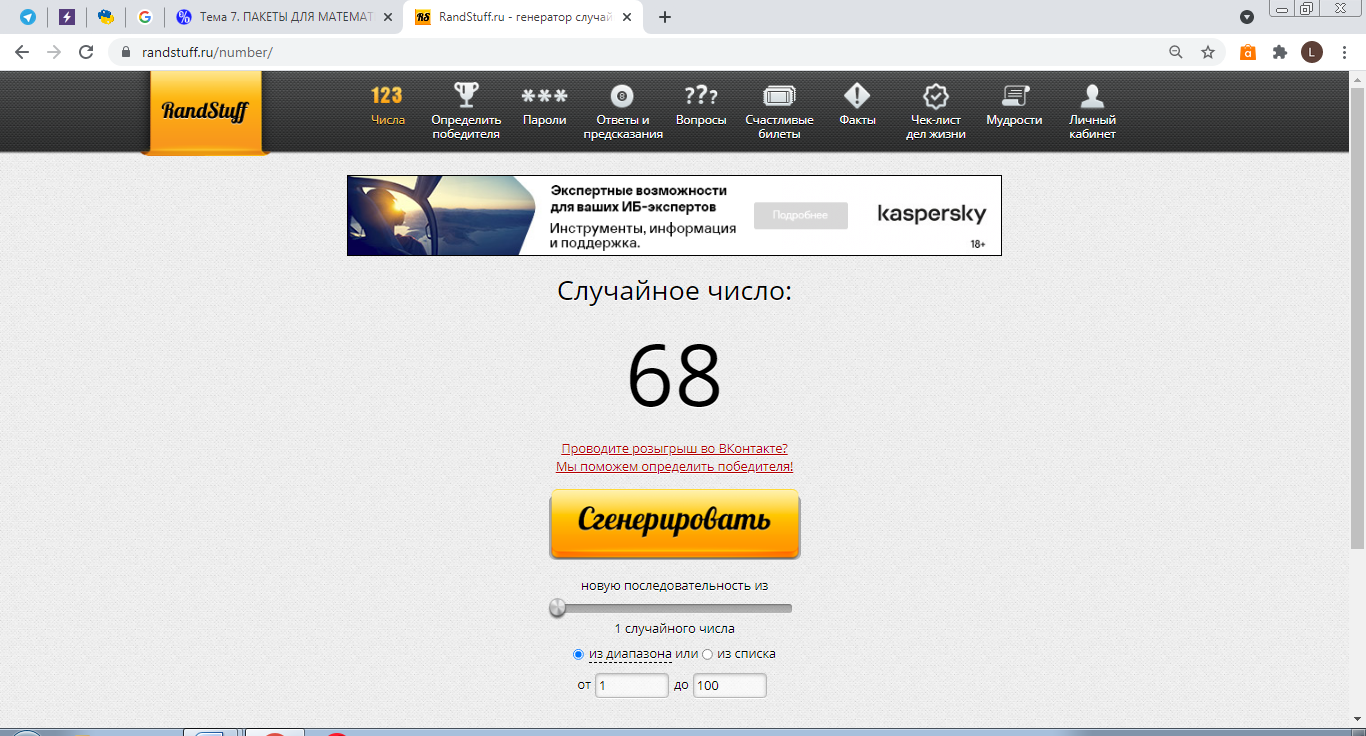 Тема 7. ПАКЕТЫ ДЛЯ МАТЕМАТ
RandStuff.ru - генератор случай
randstuff.ru/number/
L
RandStuff
123
Числа
Определить
победителя
Пароли
8
Ответы и
предсказания
???
Вопросы
Счастливые
билеты
Факты
Чек-лист
дел жизни
Мудрости
Личный
кабинет
Экспертные возможности
для ваших ИБ-экспертов
Инструменты, информация
и поддержка.
Подробнее
kaspersky
18+
Случайное число:
68
Проводите розыгрыш во ВКонтакте?
Мы поможем определить победителя!
Сгенерировать
новую последовательность из
1 случайного числа
из диапазона или из списка
от 1 до 100